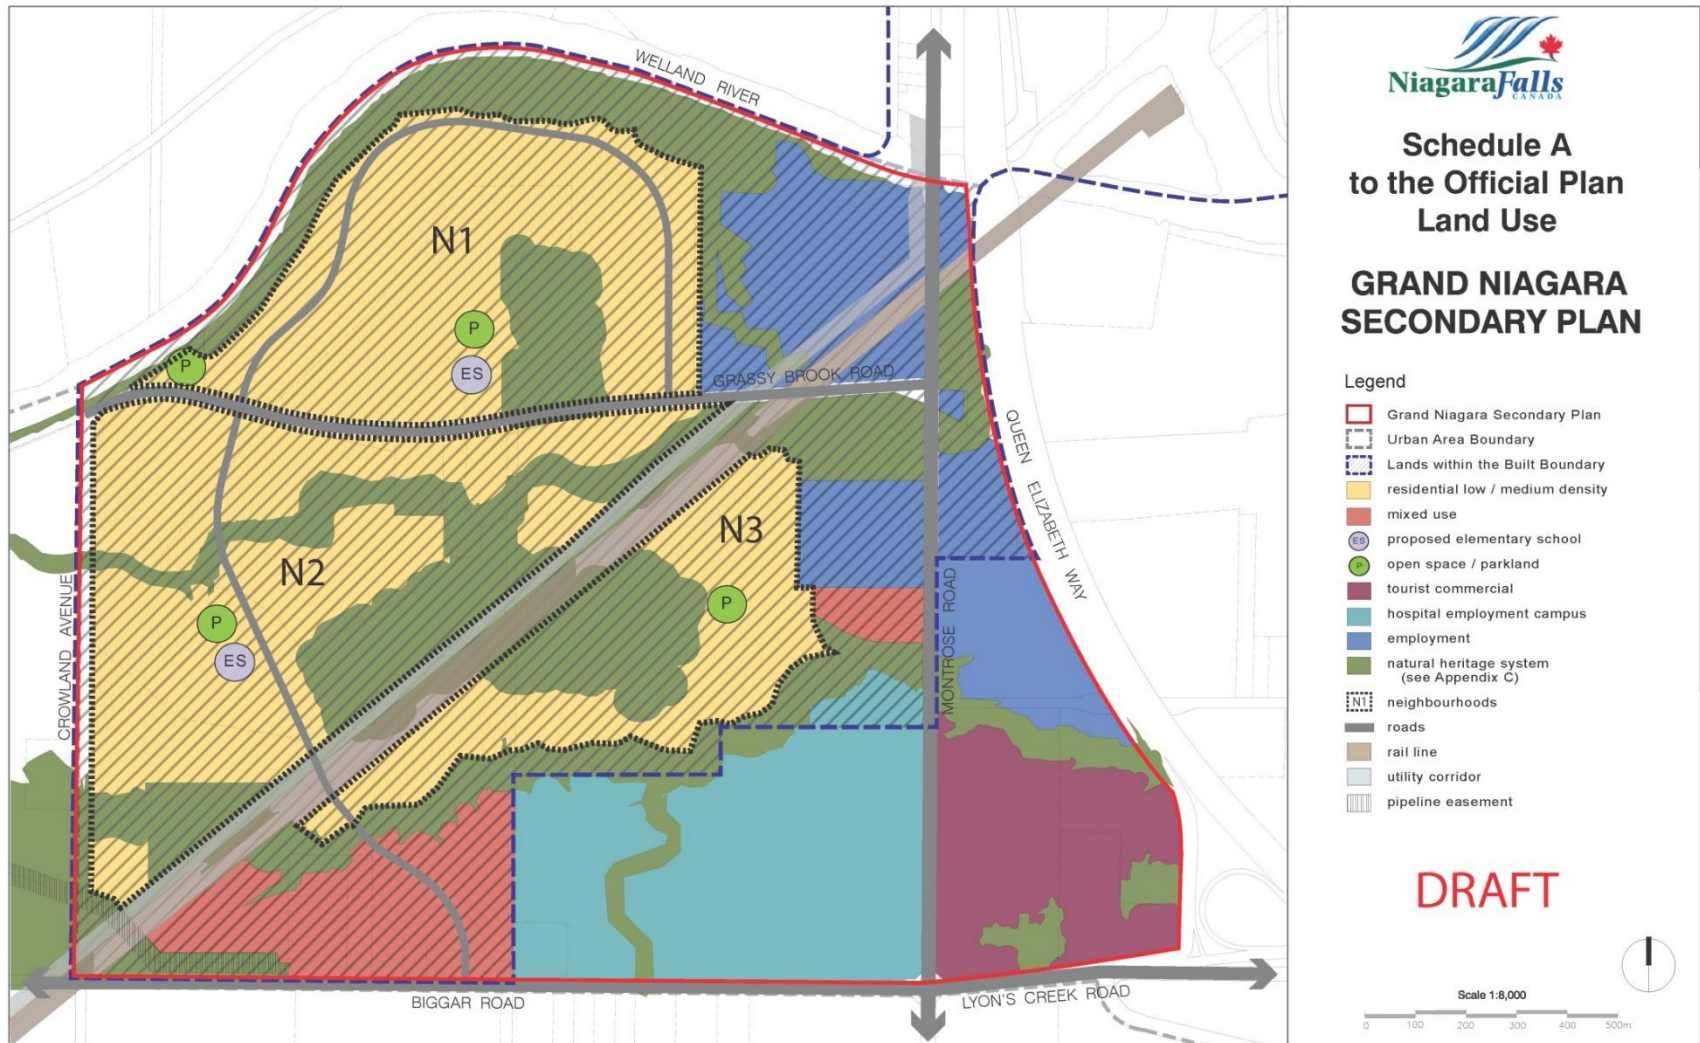 WELLAND RIVER
N1
P
P
ES
GRASSY BROOK ROAD
QUEEN ELIZABETH WAY
N3
N2
P
P
ES
CROWLAND AVENUE
MONTROSE ROAD
BIGGAR ROAD
LYON'S CREEK ROAD
NiagaraFalls
CANADA
Schedule A
to the Official Plan
Land Use
GRAND NIAGARA
SECONDARY PLAN
Legend
Grand Niagara Secondary Plan
Urban Area Boundary
Lands within the Built Boundary
residential low / medium density
mixed use
ES proposed elementary school
P open space / parkland
tourist commercial
hospital employment campus
employment
natural heritage system
(see Appendix C)
N1 neighbourhoods
roads
rail line
utility corridor
pipeline easement
DRAFT
Scale 1:8,000
0 100 200 300 400 500m